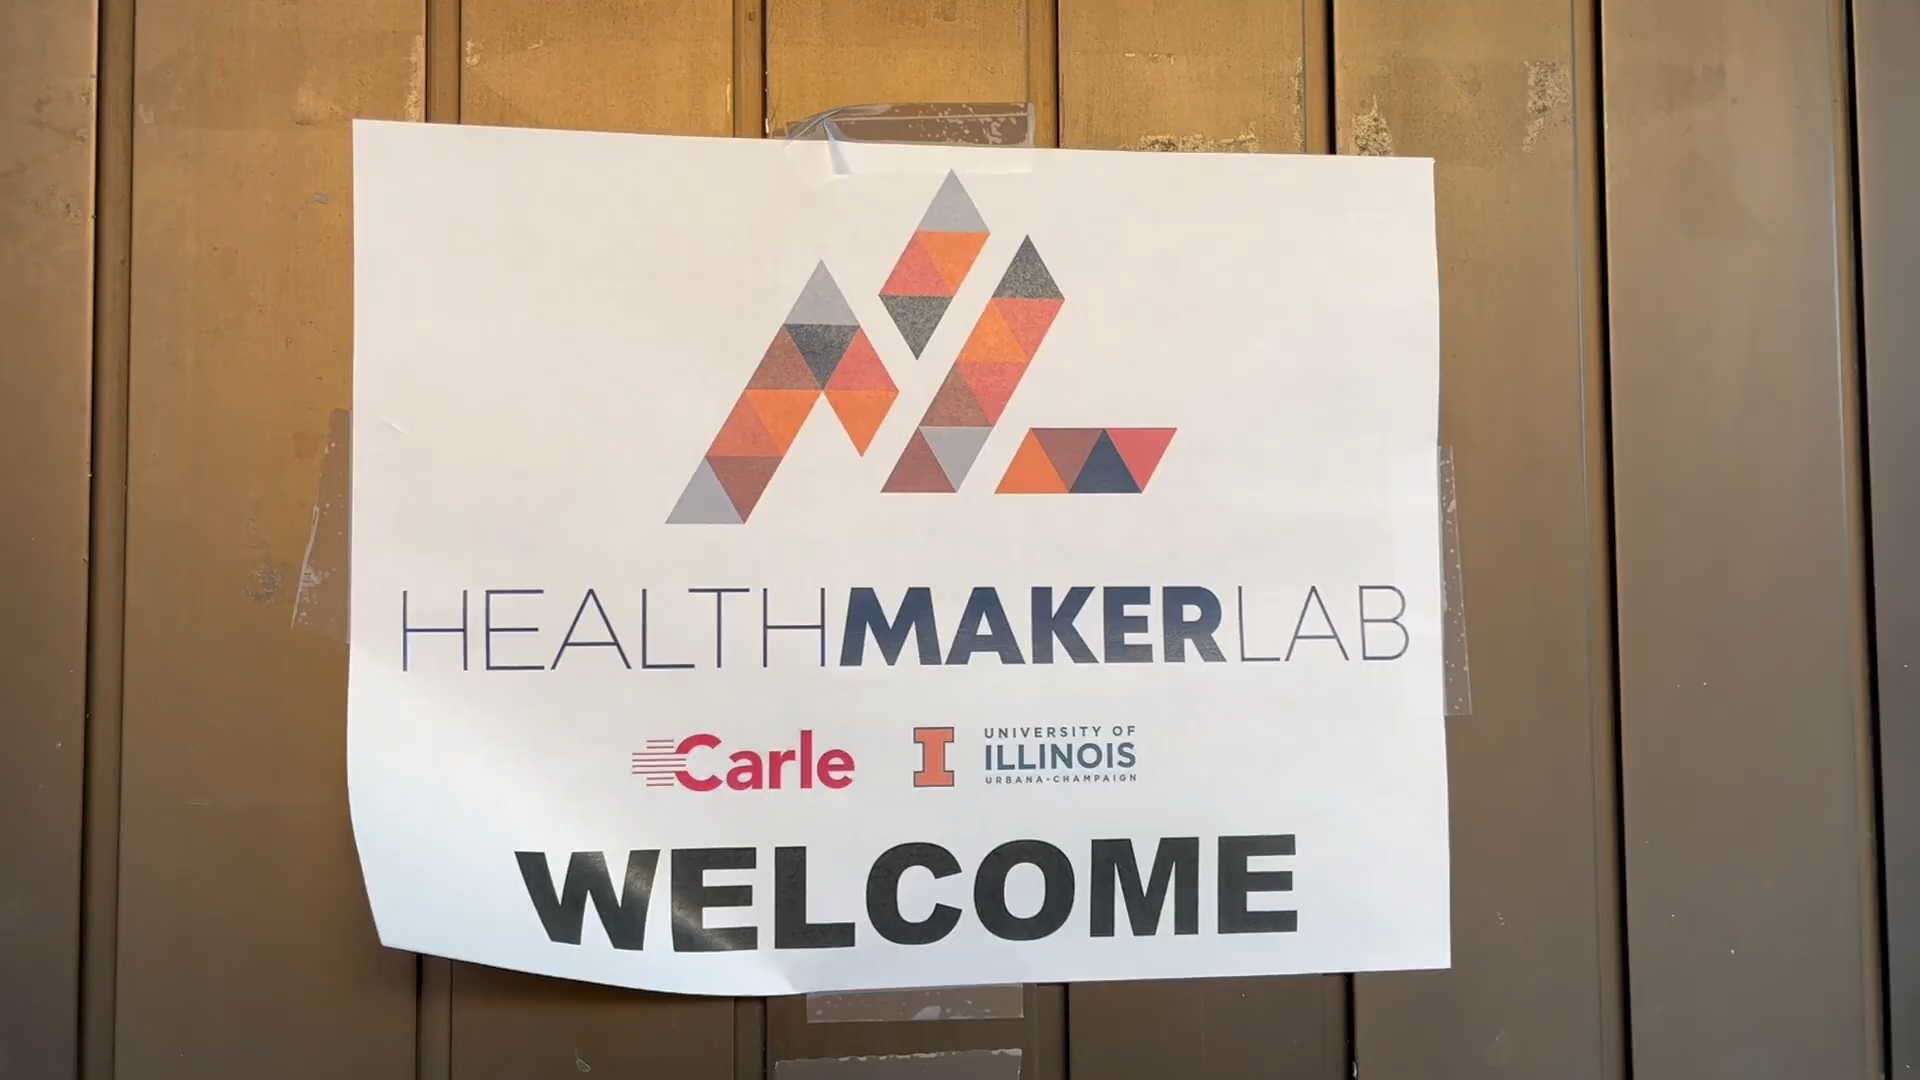 HEALTHMAKERLAB
Carle
I
UNIVERSITY OF
ILLINOIS
URBANA-CHAMPAIGN
WELCOME